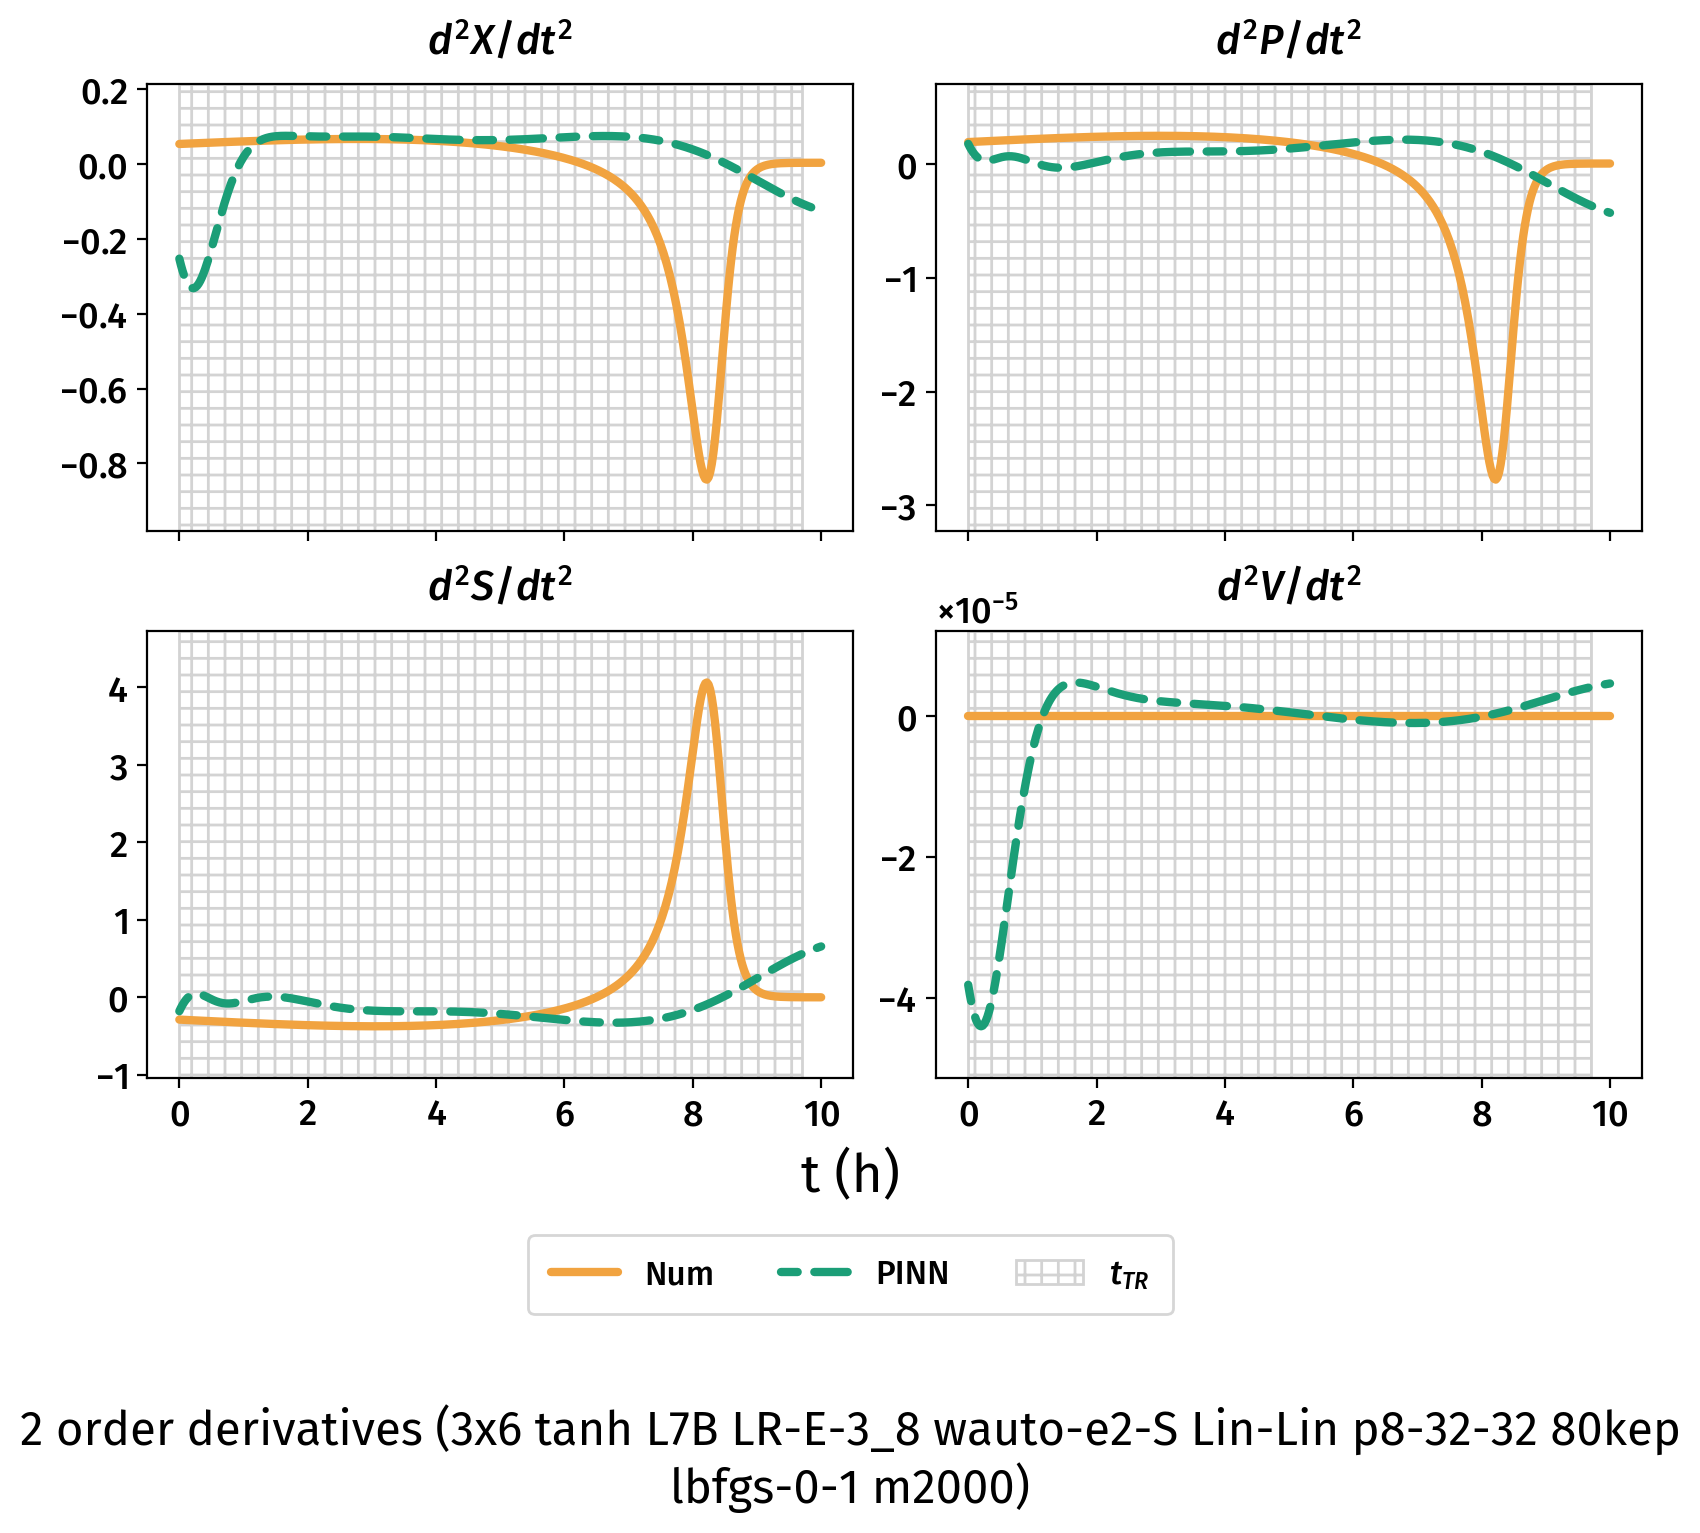 d²X/dt²
d²P/dt²
0.2
0.0
−0.2
−0.4
−0.6
−0.8
0
−1
−2
−3
d²S/dt²
d²V/dt²
×10⁻⁵
4
3
2
1
0
−1
0
−2
−4
0 2 4 6 8 10
0 2 4 6 8 10
t (h)
Num PINN t_TR
2 order derivatives (3x6 tanh L7B LR-E-3_8 wauto-e2-S Lin-Lin p8-32-32 80kep
lbfgs-0-1 m2000)